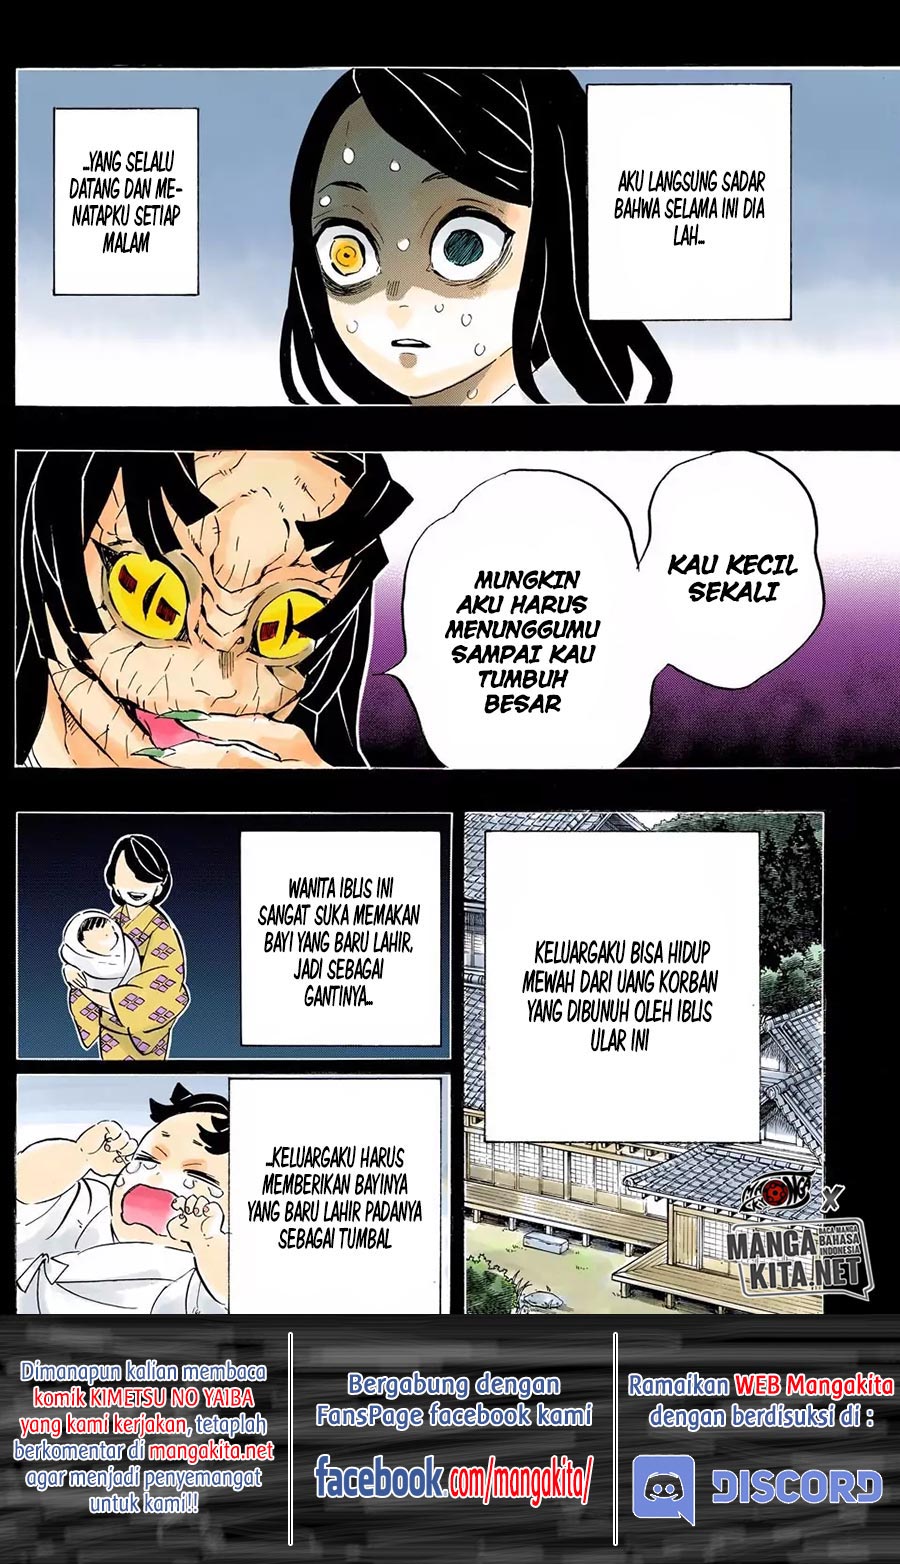 AKU LANGSUNG SADAR
BAHWA SELAMA INI DIA
LAH...
...YANG SELALU
DATANG DAN ME-
NATAPKU SETIAP
MALAM
KAU KECIL
SEKALI
MUNGKIN
AKU HARUS
MENUNGGUMU
SAMPAI KAU
TUMBUH
BESAR
KELUARGAKU BISA HIDUP
MEWAH DARI UANG KORBAN
YANG DIBUNUH OLEH IBLIS
ULAR INI
WANITA IBLIS INI
SANGAT SUKA MEMAKAN
BAYI YANG BARU LAHIR,
JADI SEBAGAI
GANTINYA...
...KELUARGAKU HARUS
MEMBERIKAN BAYINYA
YANG BARU LAHIR PADANYA
SEBAGAI TUMBAL
X
MANGA
KITA.NET
BACA MANGA
BAHASA
INDONESIA
Dimanapun kalian membaca
komik KIMETSU NO YAIBA
yang kami kerjakan, tetaplah
berkomentar di mangakita.net
agar menjadi penyemangat
untuk kami!!
Bergabung dengan
FansPage facebook kami
facebook.com/mangakita/
Ramaikan WEB Mangakita
dengan berdisuksi di :
DISCORD